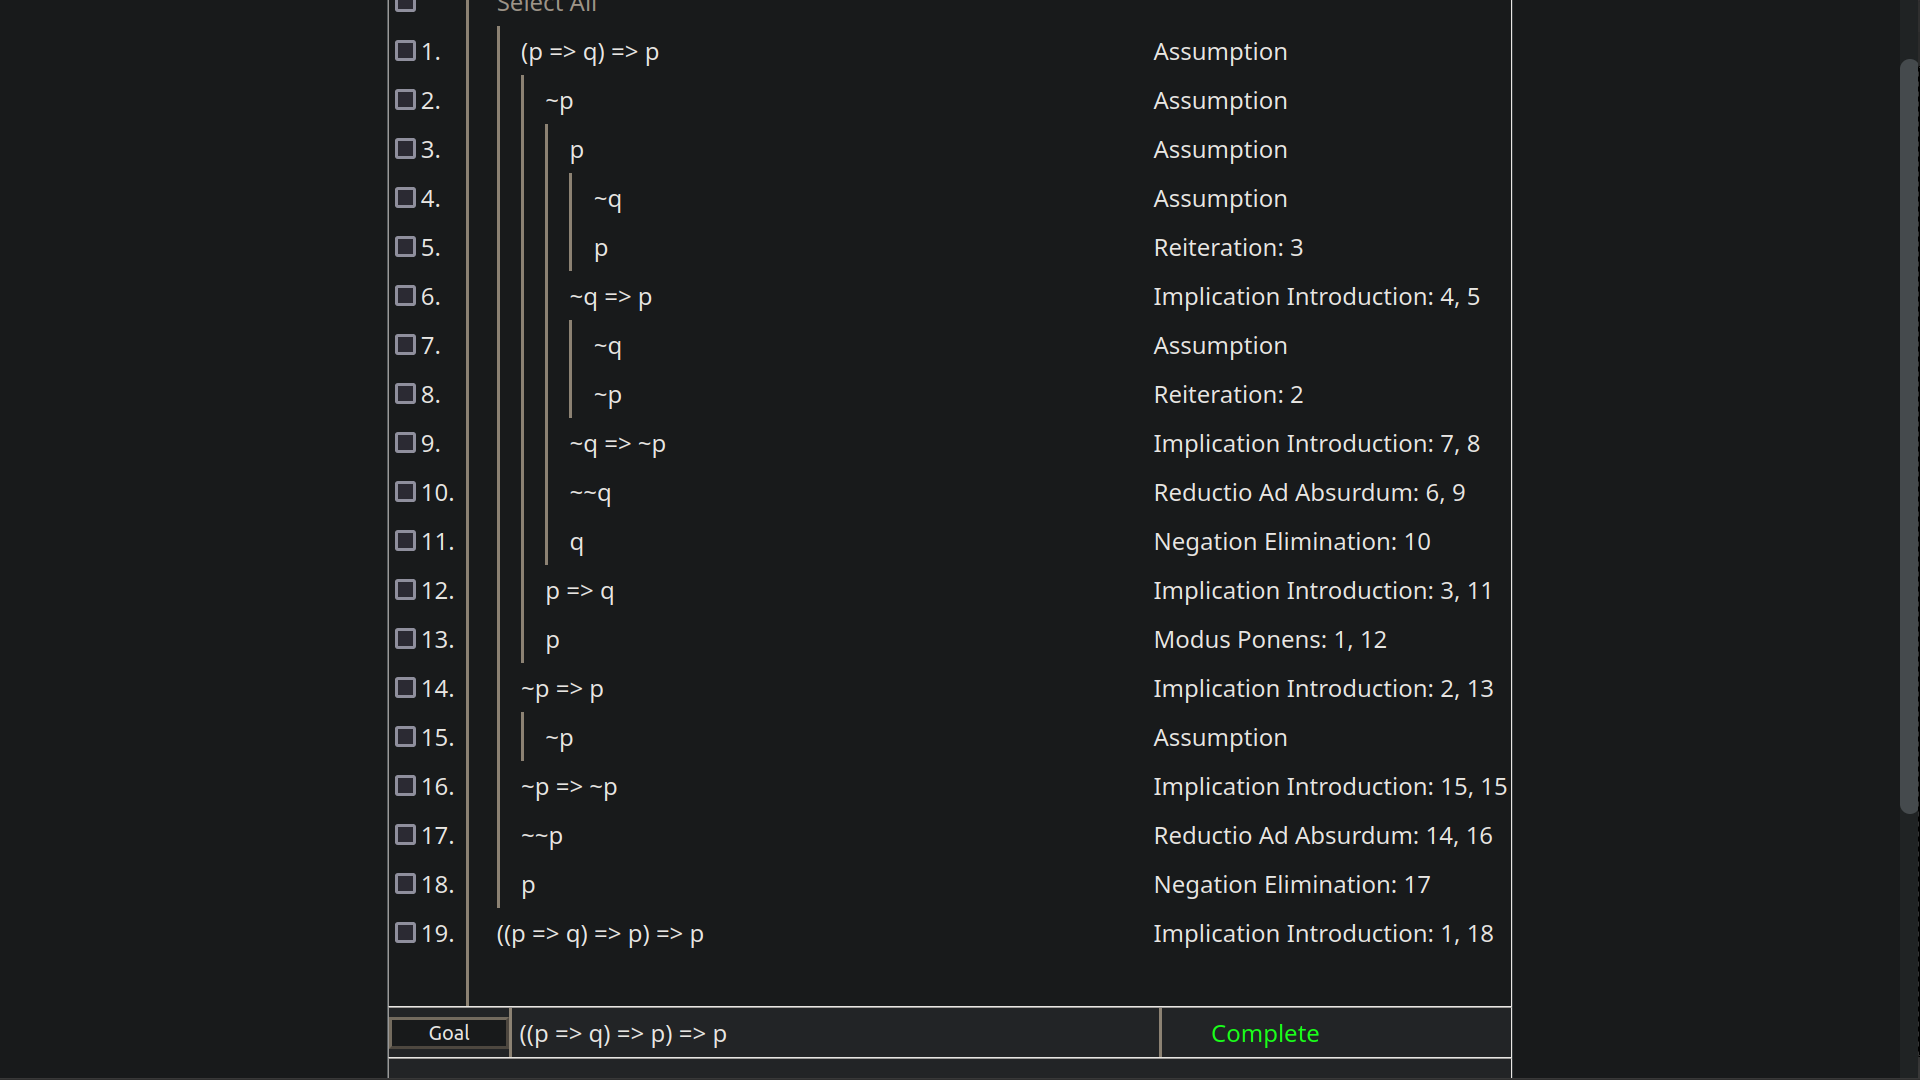 Select All
1. (p => q) => p Assumption
2. ~p Assumption
3. p Assumption
4. ~q Assumption
5. p Reiteration: 3
6. ~q => p Implication Introduction: 4, 5
7. ~q Assumption
8. ~p Reiteration: 2
9. ~q => ~p Implication Introduction: 7, 8
10. ~~q Reductio Ad Absurdum: 6, 9
11. q Negation Elimination: 10
12. p => q Implication Introduction: 3, 11
13. p Modus Ponens: 1, 12
14. ~p => p Implication Introduction: 2, 13
15. ~p Assumption
16. ~p => ~p Implication Introduction: 15, 15
17. ~~p Reductio Ad Absurdum: 14, 16
18. p Negation Elimination: 17
19. ((p => q) => p) => p Implication Introduction: 1, 18
Goal ((p => q) => p) => p Complete